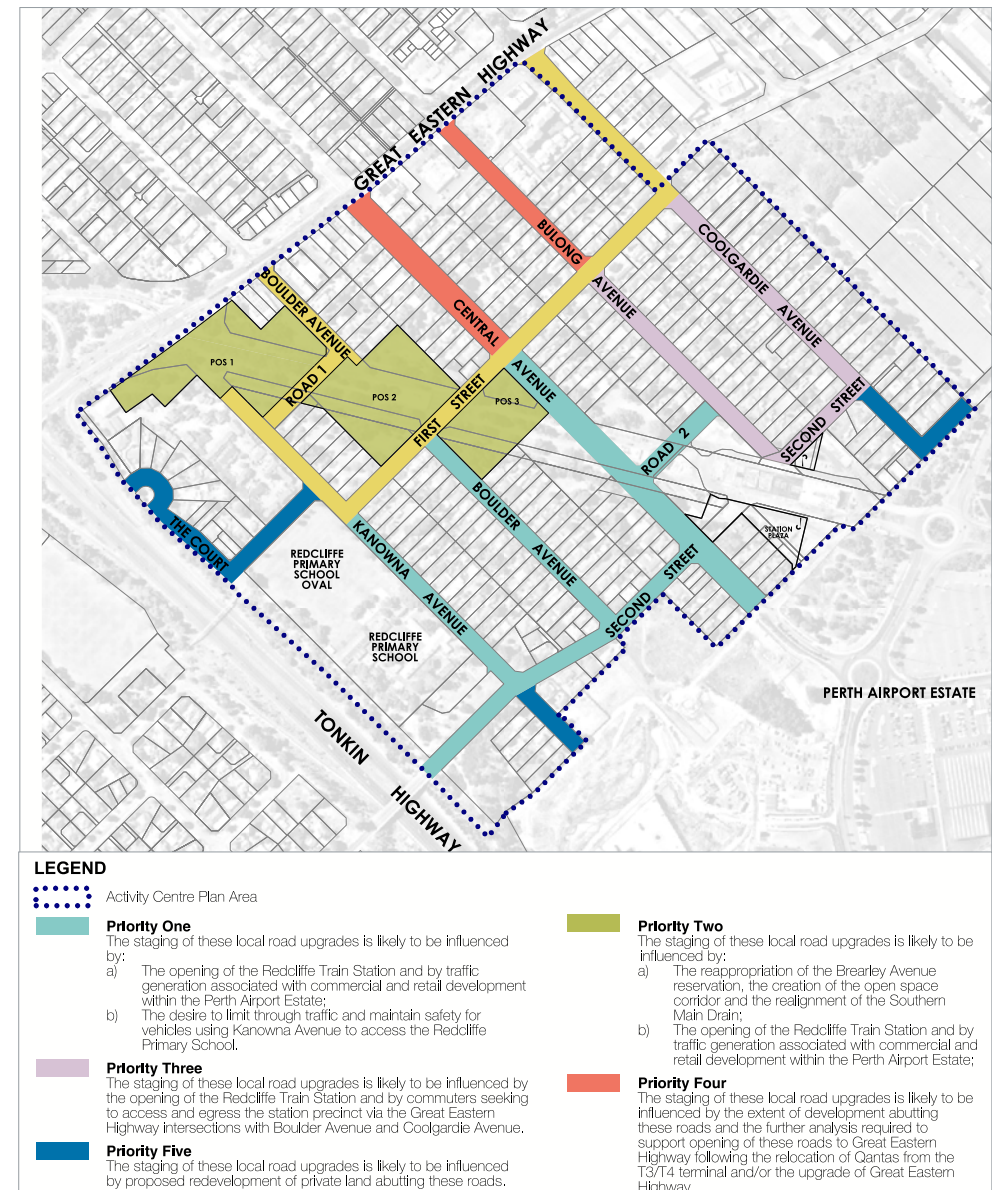 GREAT EASTERN HIGHWAY
BULONG
AVENUE
COOLGARDIE AVENUE
CENTRAL
AVENUE
BOULDER AVENUE
POS 1
ROAD 1
POS 2
FIRST STREET
POS 3
ROAD 2
SECOND STREET
STATION
PLAZA
BOULDER AVENUE
THE COURT
KANOWNA AVENUE
REDCLIFFE
PRIMARY
SCHOOL
OVAL
SECOND STREET
REDCLIFFE
PRIMARY
SCHOOL
PERTH AIRPORT ESTATE
TONKIN
HIGHWAY
LEGEND
Activity Centre Plan Area
Priority One
The staging of these local road upgrades is likely to be influenced
by:
a) The opening of the Redcliffe Train Station and by traffic
generation associated with commercial and retail development
within the Perth Airport Estate;
b) The desire to limit through traffic and maintain safety for
vehicles using Kanowna Avenue to access the Redcliffe
Primary School.
Priority Three
The staging of these local road upgrades is likely to be influenced by
the opening of the Redcliffe Train Station and by commuters seeking
to access and egress the station precinct via the Great Eastern
Highway intersections with Boulder Avenue and Coolgardie Avenue.
Priority Five
The staging of these local road upgrades is likely to be influenced
by proposed redevelopment of private land abutting these roads.
Priority Two
The staging of these local road upgrades is likely to be
influenced by:
a) The reappropriation of the Brearley Avenue
reservation, the creation of the open space
corridor and the realignment of the Southern
Main Drain;
b) The opening of the Redcliffe Train Station and by
traffic generation associated with commercial and
retail development within the Perth Airport Estate;
Priority Four
The staging of these local road upgrades is likely to be
influenced by the extent of development abutting
these roads and the further analysis required to
support opening of these roads to Great Eastern
Highway following the relocation of Qantas from the
T3/T4 terminal and/or the upgrade of Great Eastern
Highway